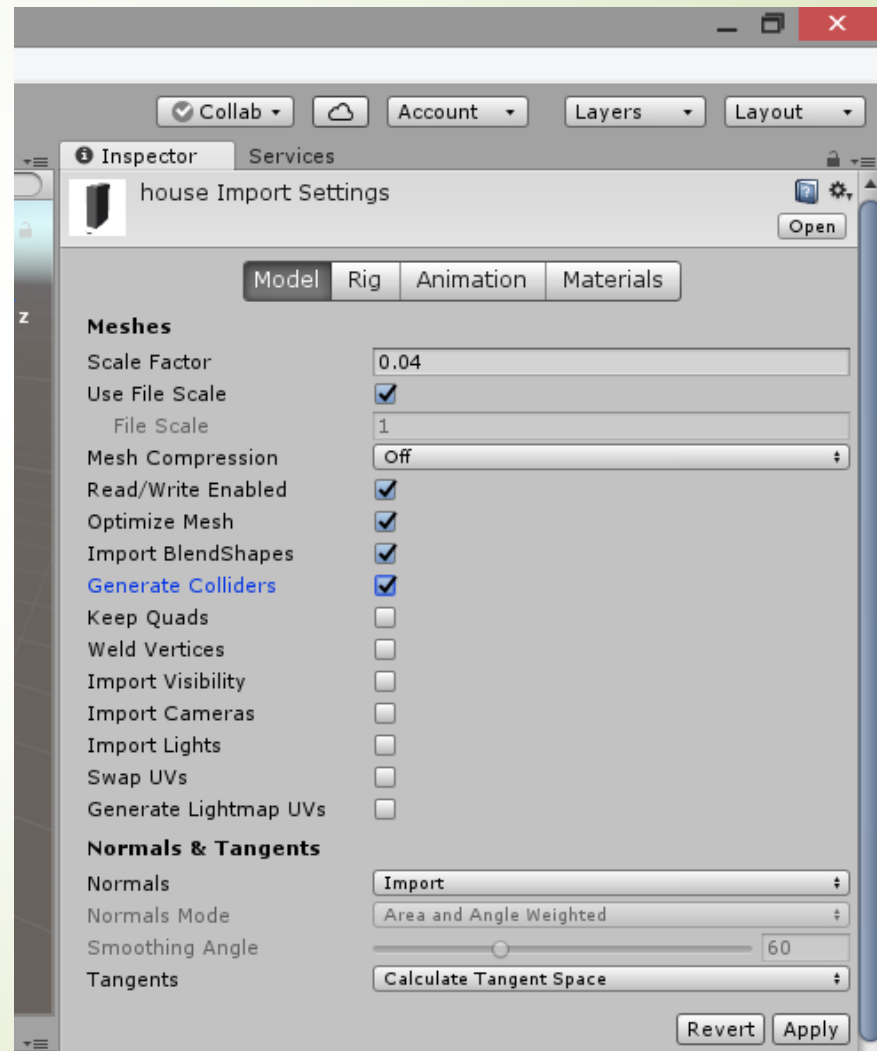 Collab Account Layers Layout
Inspector Services
house Import Settings
Open
Model Rig Animation Materials
z
Meshes
Scale Factor 0.04
Use File Scale
File Scale 1
Mesh Compression Off
Read/Write Enabled
Optimize Mesh
Import BlendShapes
Generate Colliders
Keep Quads
Weld Vertices
Import Visibility
Import Cameras
Import Lights
Swap UVs
Generate Lightmap UVs
Normals & Tangents
Normals Import
Normals Mode Area and Angle Weighted
Smoothing Angle 60
Tangents Calculate Tangent Space
Revert Apply